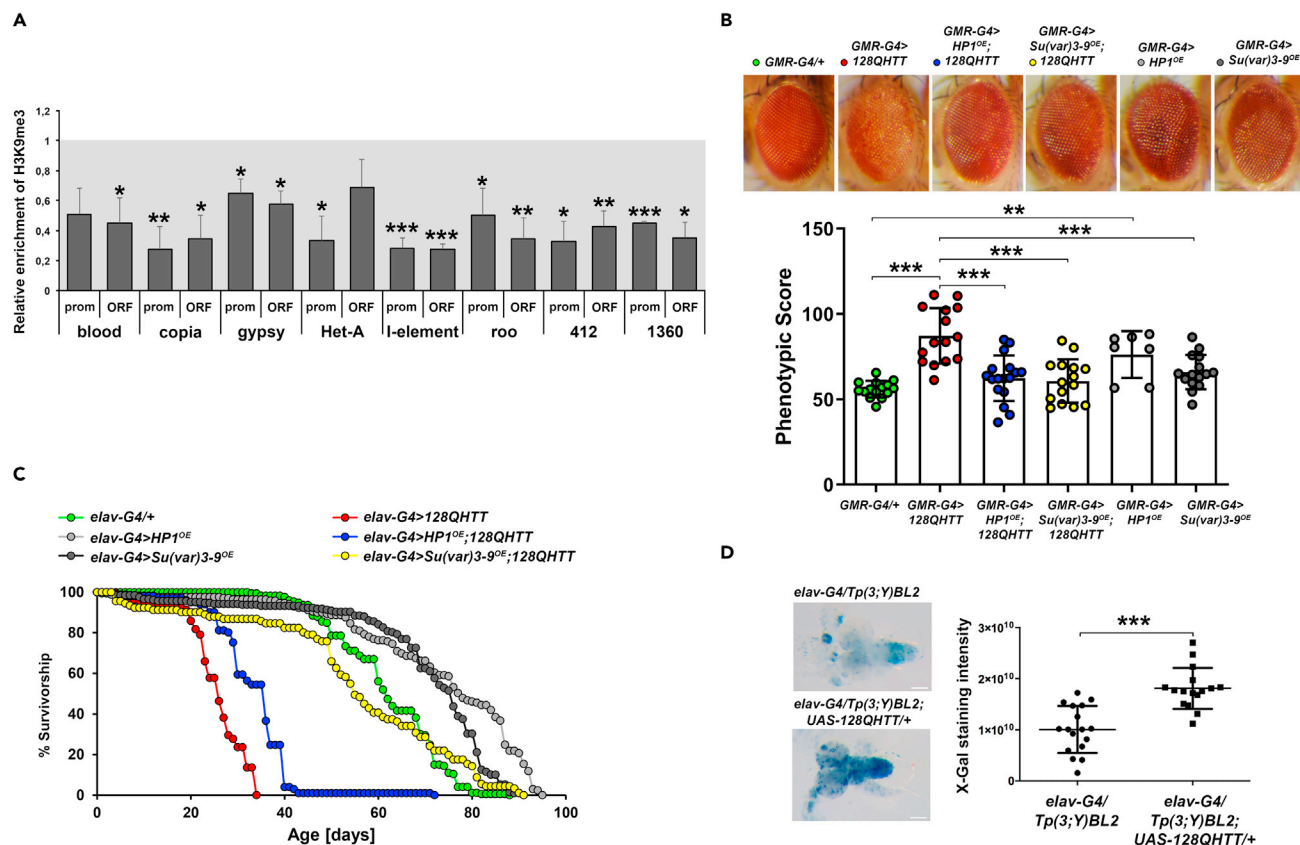 A
Relative enrichment of H3K9me3
1
0,8
0,6
0,4
0,2
0
* ** * * * * * *** *** * ** * ** *** *
prom ORF prom ORF prom ORF prom ORF prom ORF prom ORF prom ORF prom ORF
blood copia gypsy Het-A I-element roo 412 1360
B
GMR-G4/+
GMR-G4>
128QHTT
GMR-G4>
HP1OE;
128QHTT
GMR-G4>
Su(var)3-9OE;
128QHTT
GMR-G4>
HP1OE
GMR-G4>
Su(var)3-9OE
Phenotypic Score
150
100
50
0
**
***
***
*** ***
GMR-G4/+
GMR-G4>
128QHTT
GMR-G4>
HP1OE;
128QHTT
GMR-G4>
Su(var)3-9OE;
128QHTT
GMR-G4>
HP1OE
GMR-G4>
Su(var)3-9OE
C
elav-G4/+
elav-G4>HP1OE
elav-G4>Su(var)3-9OE
elav-G4>128QHTT
elav-G4>HP1OE;128QHTT
elav-G4>Su(var)3-9OE;128QHTT
% Survivorship
100
80
60
40
20
0
0 20 40 60 80 100
Age [days]
D
elav-G4/Tp(3;Y)BL2
elav-G4/Tp(3;Y)BL2;
UAS-128QHTT/+
X-Gal staining intensity
3×1010
2×1010
1×1010
0
***
elav-G4/
Tp(3;Y)BL2
elav-G4/
Tp(3;Y)BL2;
UAS-128QHTT/+